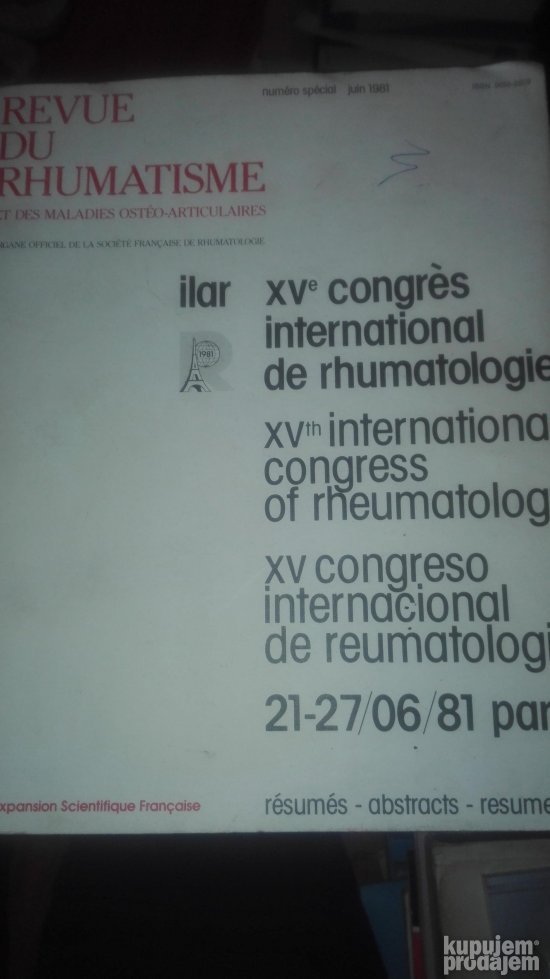 REVUE
DU
RHUMATISME
ET DES MALADIES OSTÉO-ARTICULAIRES
ORGANE OFFICIEL DE LA SOCIÉTÉ FRANÇAISE DE RHUMATOLOGIE
numéro spécial juin 1981
ISSN
ilar
1981
XVe congrès
international
de rhumatologie
XVth internationa
congress
of rheumatolog
XV congreso
internacional
de reumatologi
21-27/06/81 par
xpansion Scientifique Française
résumés - abstracts - resume
kupujem
prodajem